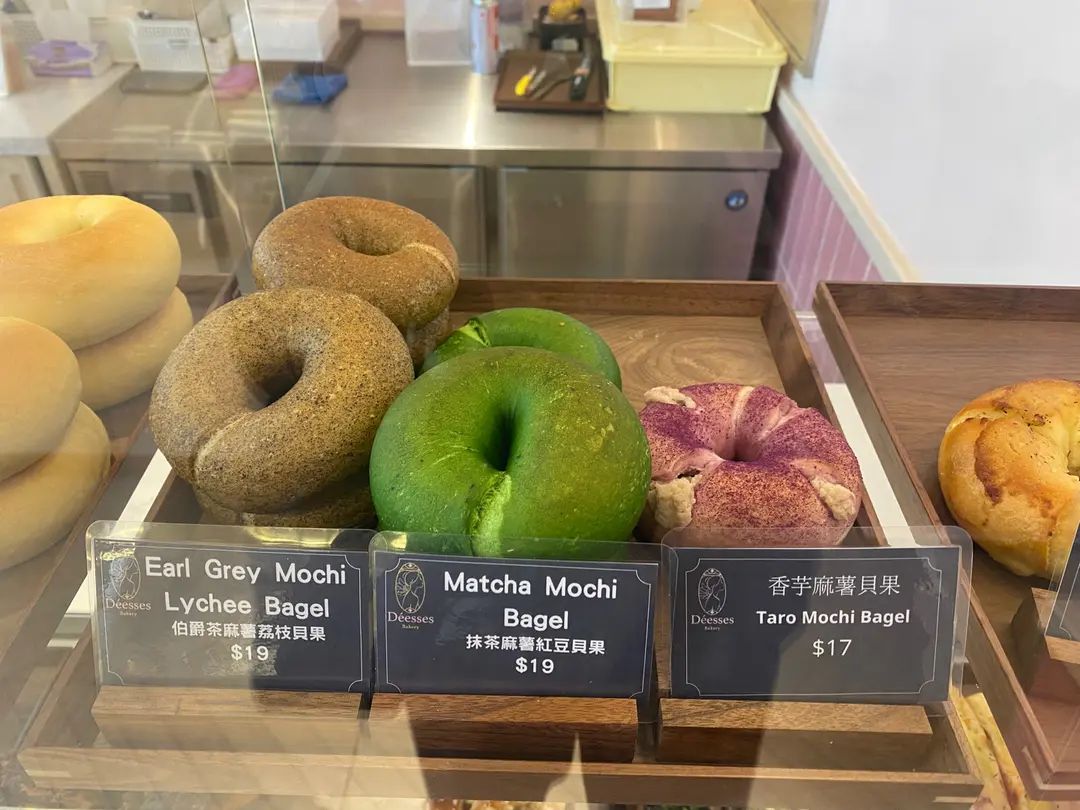 Earl Grey Mochi
Lychee Bagel
伯爵茶麻薯荔枝貝果
$19
Déesses
Bakery
Matcha Mochi
Bagel
抹茶麻薯紅豆貝果
$19
Déesses
Bakery
香芋麻薯貝果
Taro Mochi Bagel
$17
Déesses
Bakery